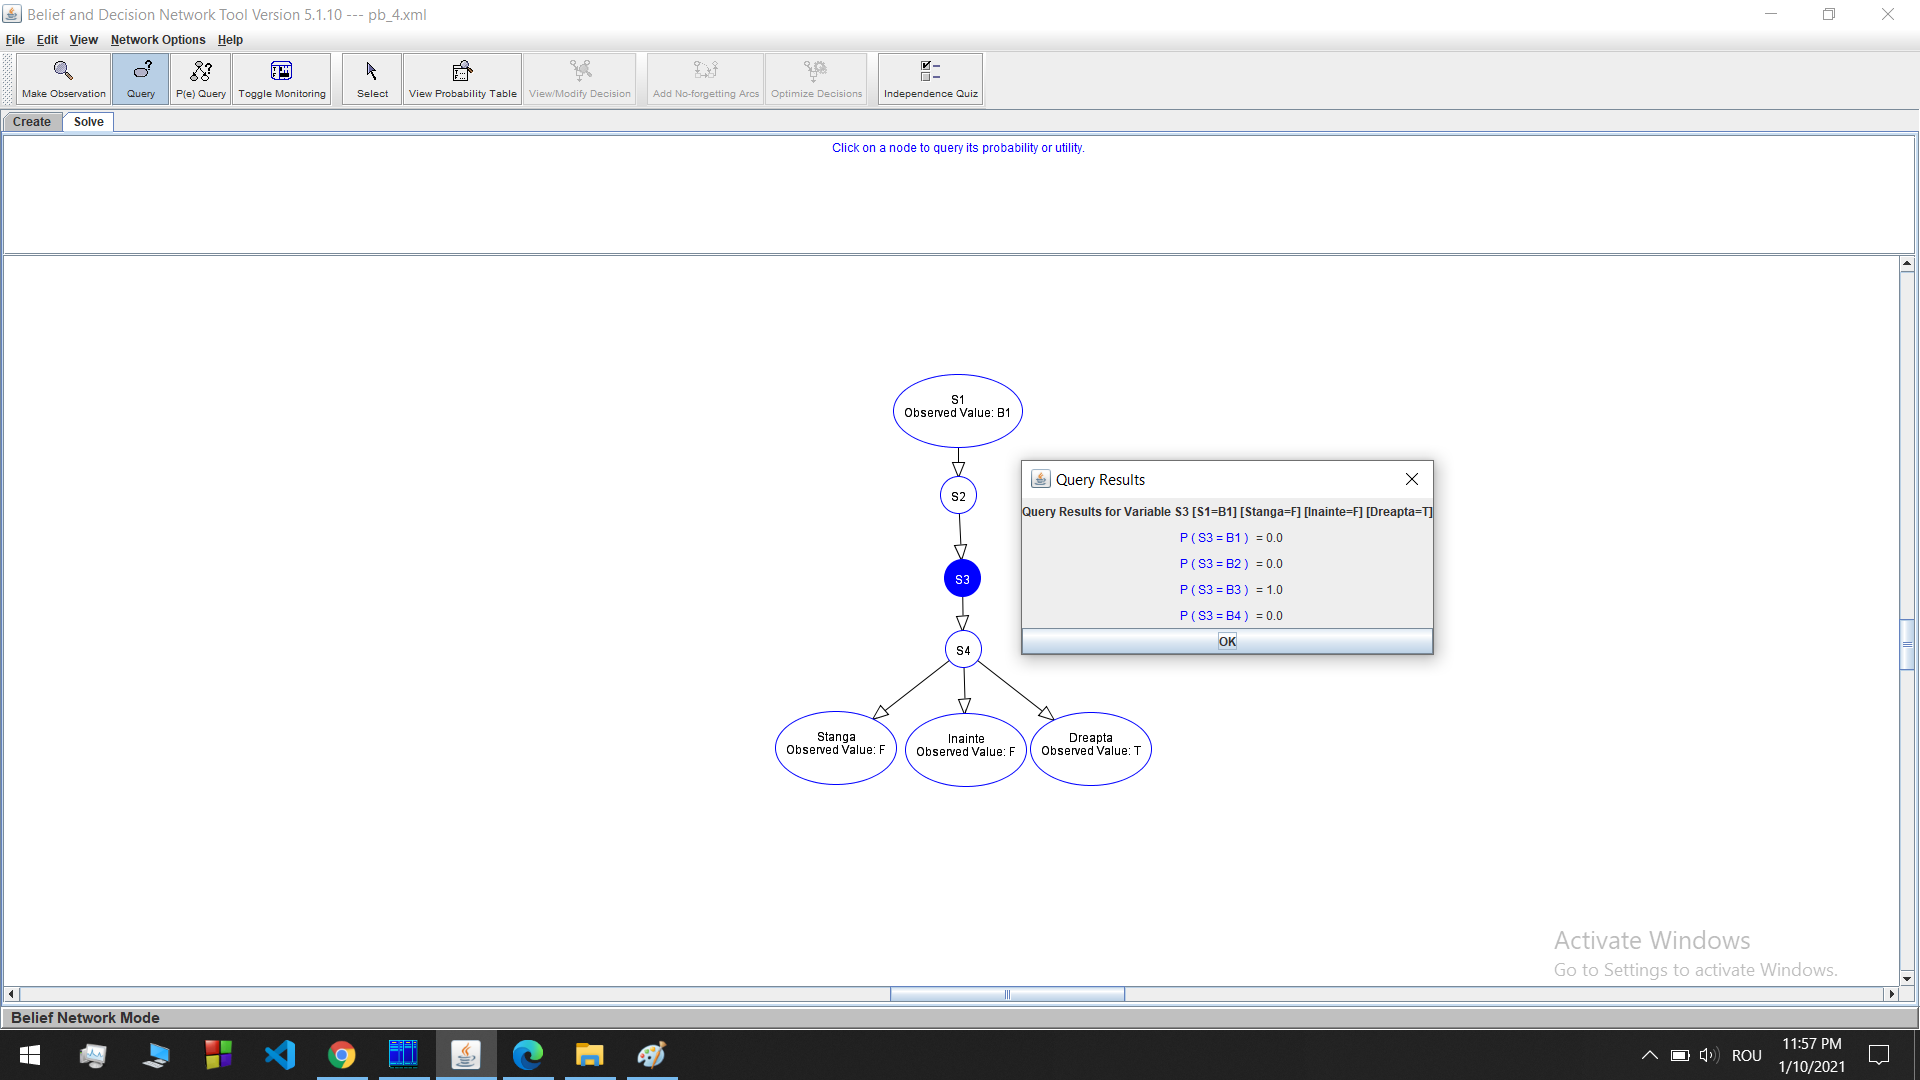 Belief and Decision Network Tool Version 5.1.10 --- pb_4.xml
File Edit View Network Options Help
Make Observation Query P(e) Query Toggle Monitoring Select View Probability Table View/Modify Decision Add No-forgetting Arcs Optimize Decisions Independence Quiz
Create Solve
Click on a node to query its probability or utility.
S1
Observed Value: B1
S2
S3
S4
Stanga
Observed Value: F
Inainte
Observed Value: F
Dreapta
Observed Value: T
Query Results
Query Results for Variable S3 [S1=B1] [Stanga=F] [Inainte=F] [Dreapta=T]
P ( S3 = B1 ) = 0.0
P ( S3 = B2 ) = 0.0
P ( S3 = B3 ) = 1.0
P ( S3 = B4 ) = 0.0
OK
Activate Windows
Go to Settings to activate Windows.
Belief Network Mode
ROU
11:57 PM
1/10/2021